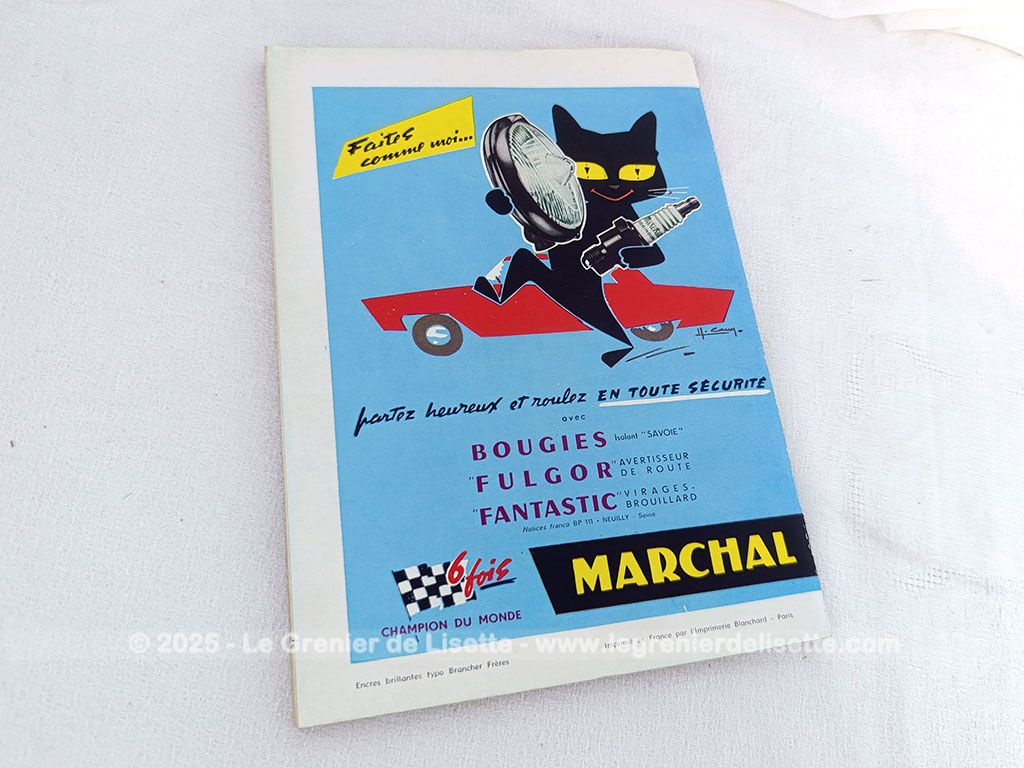 Faites
comme moi...
H. Cany.
partez heureux et roulez EN TOUTE SÉCURITÉ
avec
BOUGIES Isolant "SAVOIE"
"FULGOR" AVERTISSEUR
DE ROUTE
"FANTASTIC" VIRAGES-
BROUILLARD
Notices franco BP 111 - NEUILLY - Seine
6 fois
CHAMPION DU MONDE
MARCHAL
© 2025 - Le Grenier de Lisette - www.legrenierdelisette.com
Imprimé en France par l'Imprimerie Blanchard - Paris
Encres brillantes typo Brancher Frères